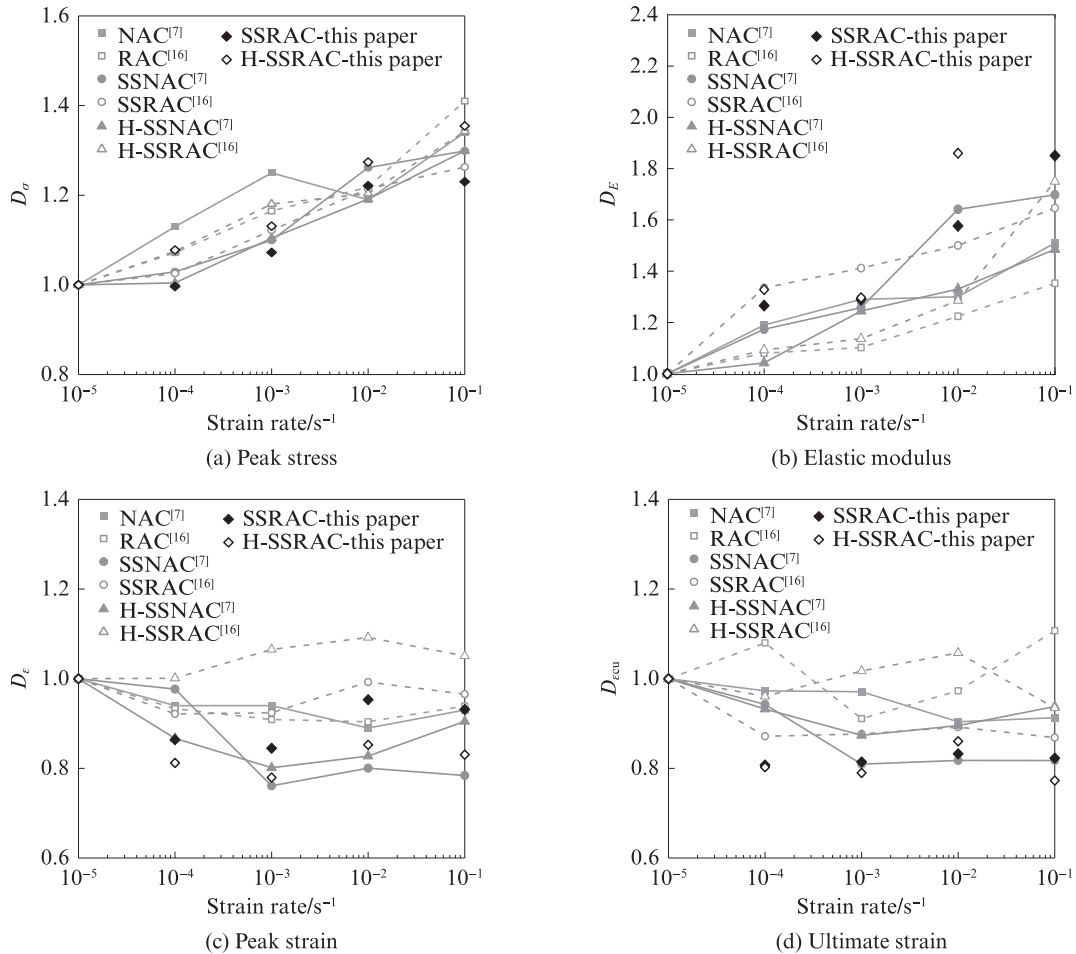 1.6
1.4
1.2
1.0
0.8
D_σ
NAC[7]
RAC[16]
SSNAC[7]
SSRAC[16]
H-SSNAC[7]
H-SSRAC[16]
SSRAC-this paper
H-SSRAC-this paper
10⁻⁵ 10⁻⁴ 10⁻³ 10⁻² 10⁻¹
Strain rate/s⁻¹
(a) Peak stress
2.4
2.2
2.0
1.8
1.6
1.4
1.2
1.0
D_E
NAC[7]
RAC[16]
SSNAC[7]
SSRAC[16]
H-SSNAC[7]
H-SSRAC[16]
SSRAC-this paper
H-SSRAC-this paper
10⁻⁵ 10⁻⁴ 10⁻³ 10⁻² 10⁻¹
Strain rate/s⁻¹
(b) Elastic modulus
1.4
1.2
1.0
0.8
0.6
D_ε
NAC[7]
RAC[16]
SSNAC[7]
SSRAC[16]
H-SSNAC[7]
H-SSRAC[16]
SSRAC-this paper
H-SSRAC-this paper
10⁻⁵ 10⁻⁴ 10⁻³ 10⁻² 10⁻¹
Strain rate/s⁻¹
(c) Peak strain
1.4
1.2
1.0
0.8
0.6
D_εcu
NAC[7]
RAC[16]
SSNAC[7]
SSRAC[16]
H-SSNAC[7]
H-SSRAC[16]
SSRAC-this paper
H-SSRAC-this paper
10⁻⁵ 10⁻⁴ 10⁻³ 10⁻² 10⁻¹
Strain rate/s⁻¹
(d) Ultimate strain